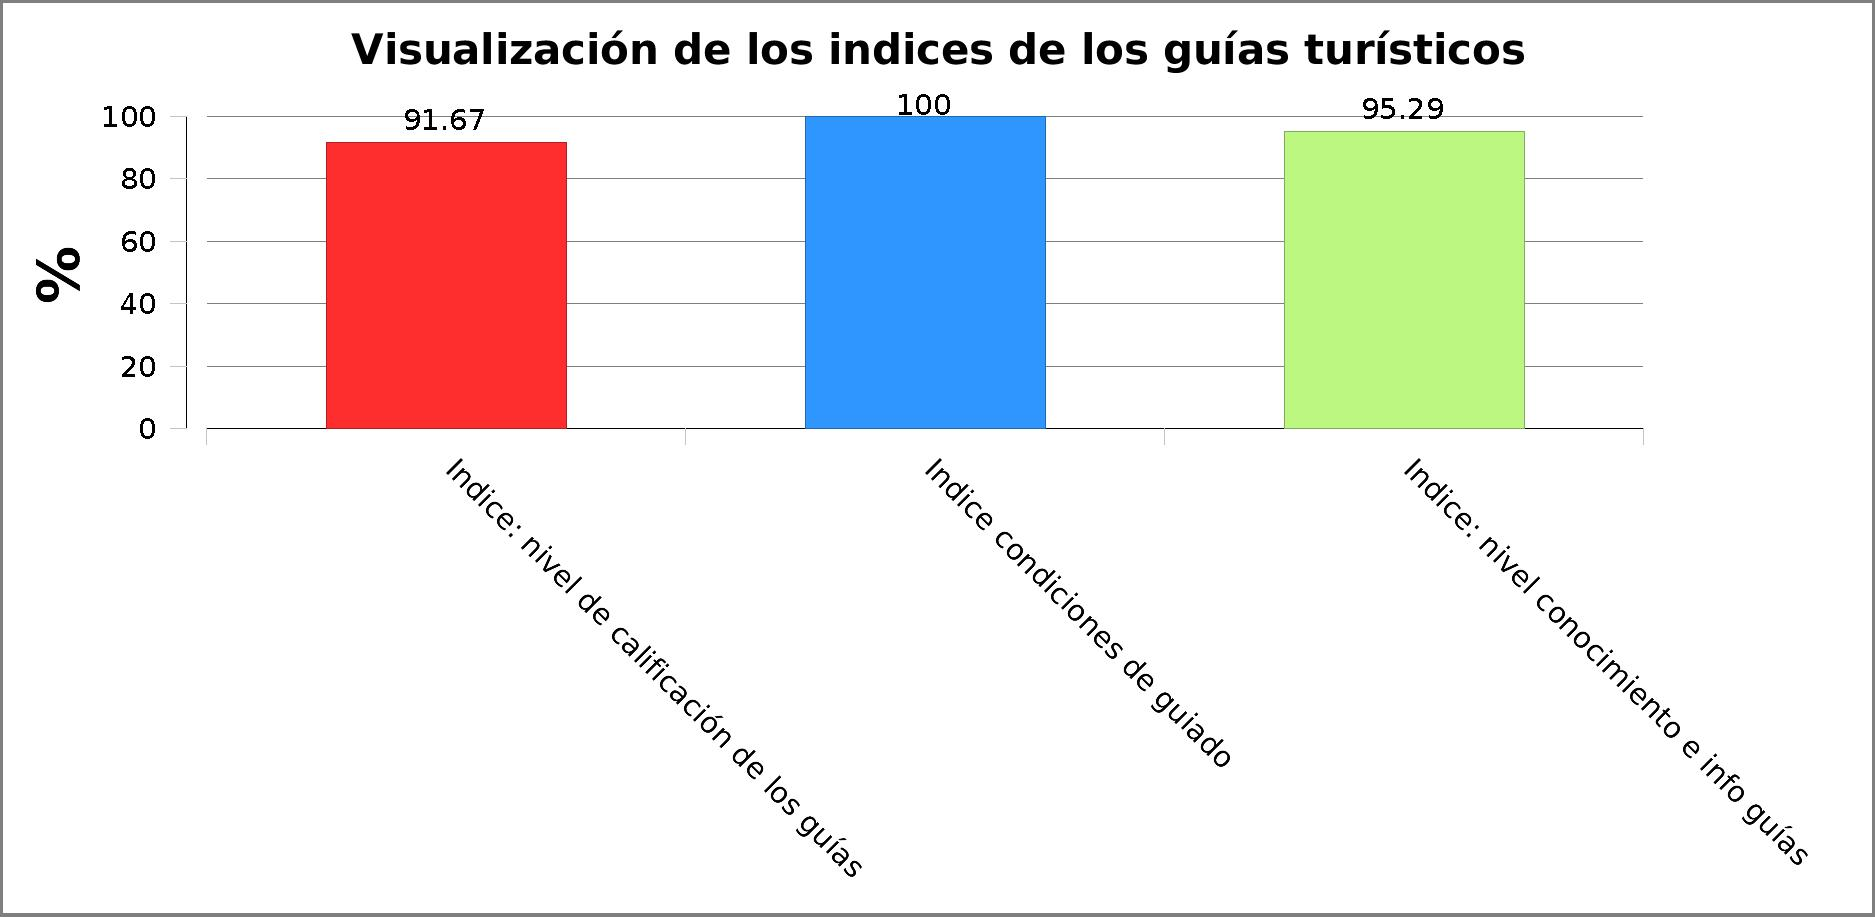 Visualización de los indices de los guías turísticos
%
100
80
60
40
20
0
91.67
100
95.29
Indice: nivel de calificación de los guías
Indice condiciones de guiado
Indice: nivel conocimiento e info guías